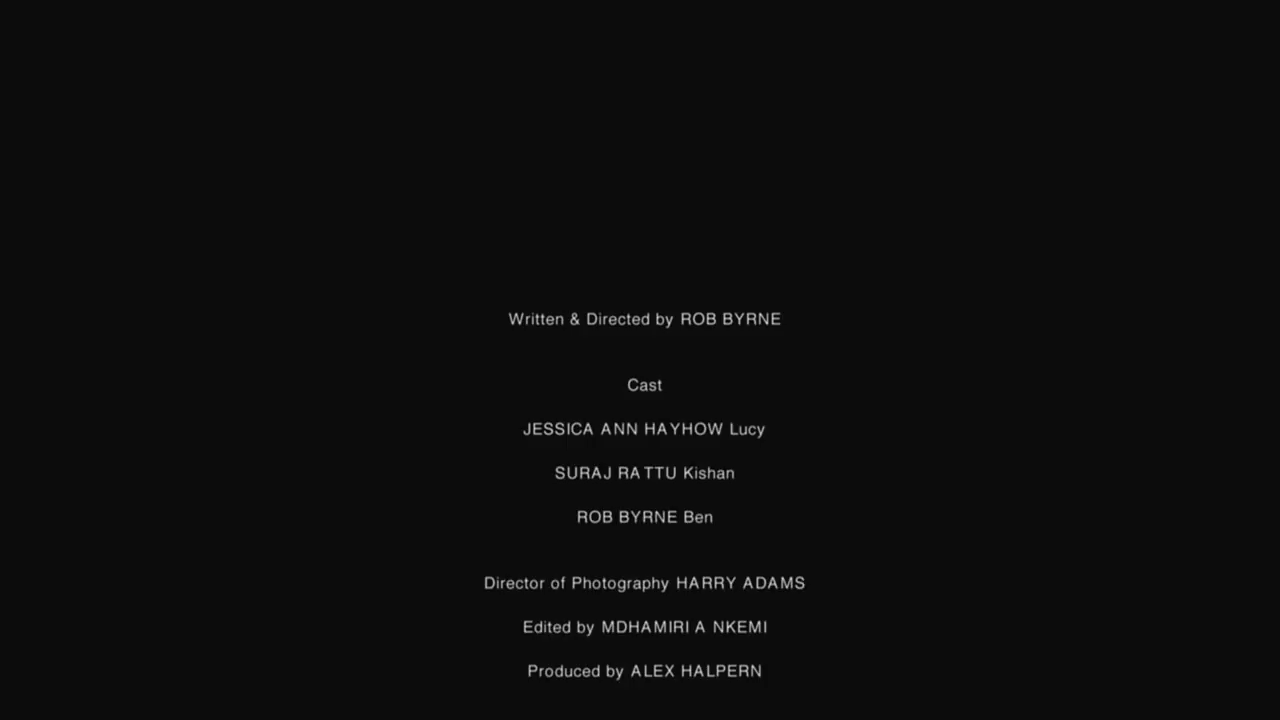 Written & Directed by ROB BYRNE
Cast
JESSICA ANN HAYHOW Lucy
SURAJ RATTU Kishan
ROB BYRNE Ben
Director of Photography HARRY ADAMS
Edited by MDHAMIRI A NKEMI
Produced by ALEX HALPERN